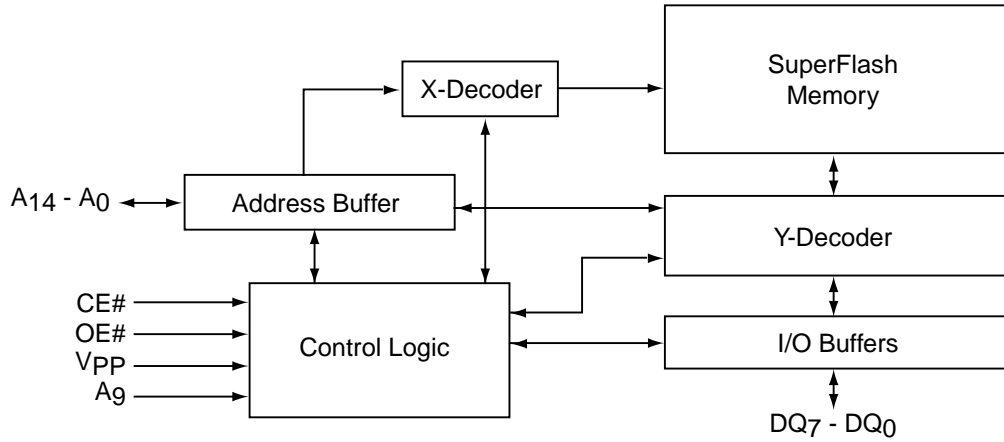 SuperFlash
Memory
X-Decoder
A14 - A0
Address Buffer
Y-Decoder
CE#
OE#
VPP
A9
Control Logic
I/O Buffers
DQ7 - DQ0